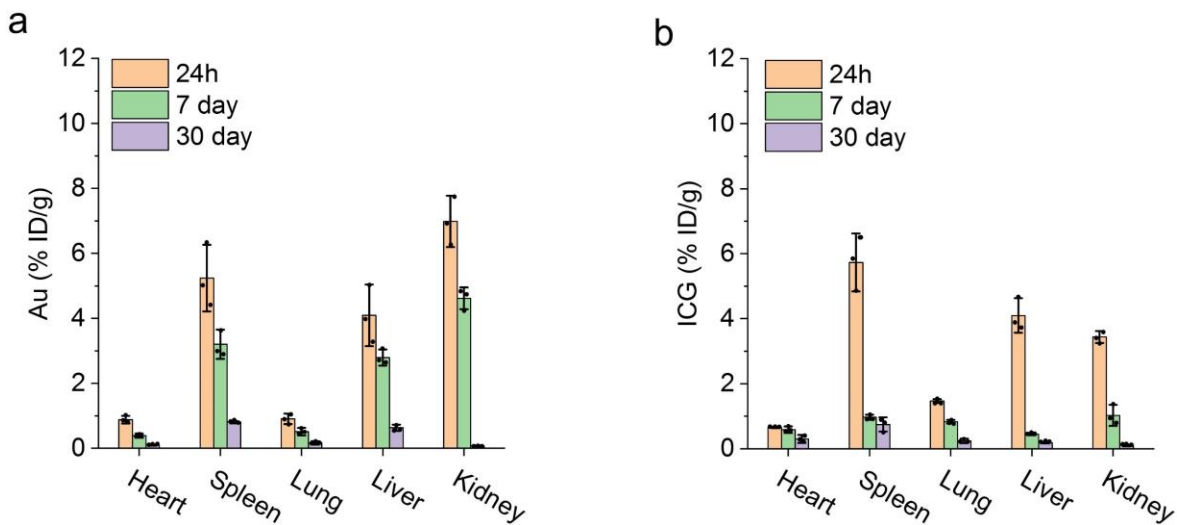 a
12
10
8
6
4
2
0
Au (% ID/g)
24h
7 day
30 day
Heart
Spleen
Lung
Liver
Kidney
b
12
10
8
6
4
2
0
ICG (% ID/g)
24h
7 day
30 day
Heart
Spleen
Lung
Liver
Kidney